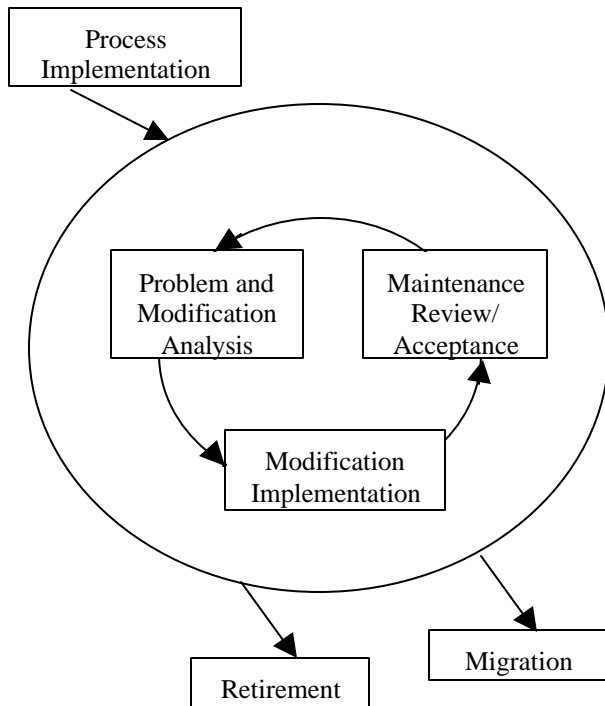 Process
Implementation
Problem and
Modification
Analysis
Maintenance
Review/
Acceptance
Modification
Implementation
Migration
Retirement